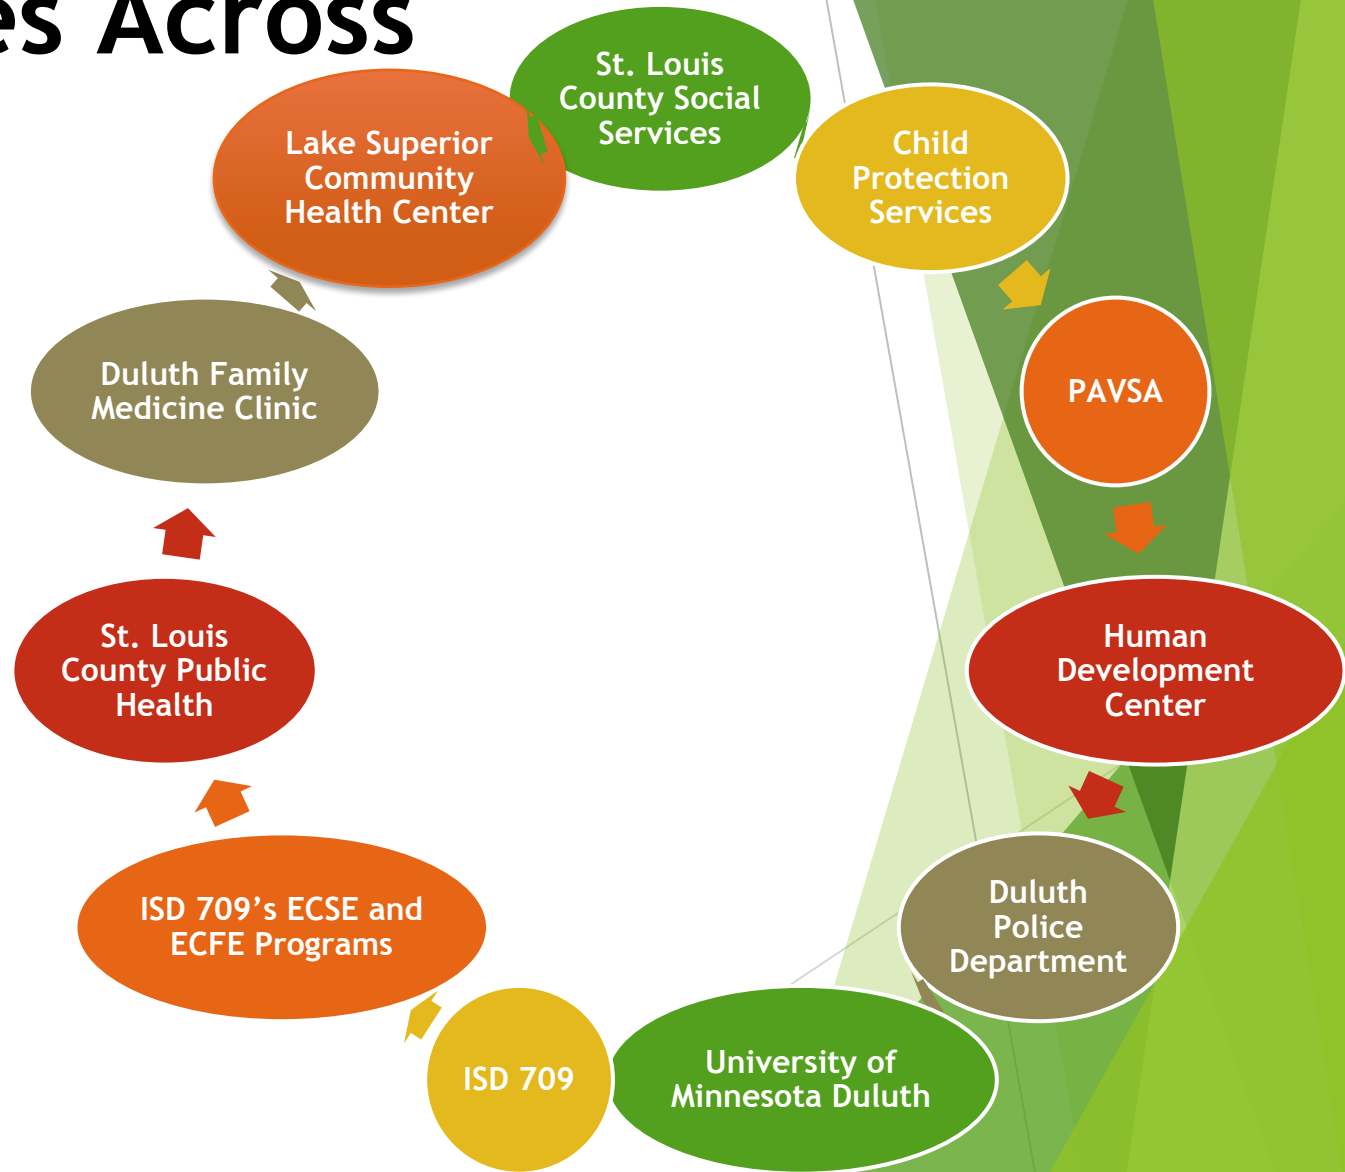 Across
St. Louis
County Social
Services
Child
Protection
Services
PAVSA
Human
Development
Center
Duluth
Police
Department
University of
Minnesota Duluth
ISD 709
ISD 709’s ECSE and
ECFE Programs
St. Louis
County Public
Health
Duluth Family
Medicine Clinic
Lake Superior
Community
Health Center